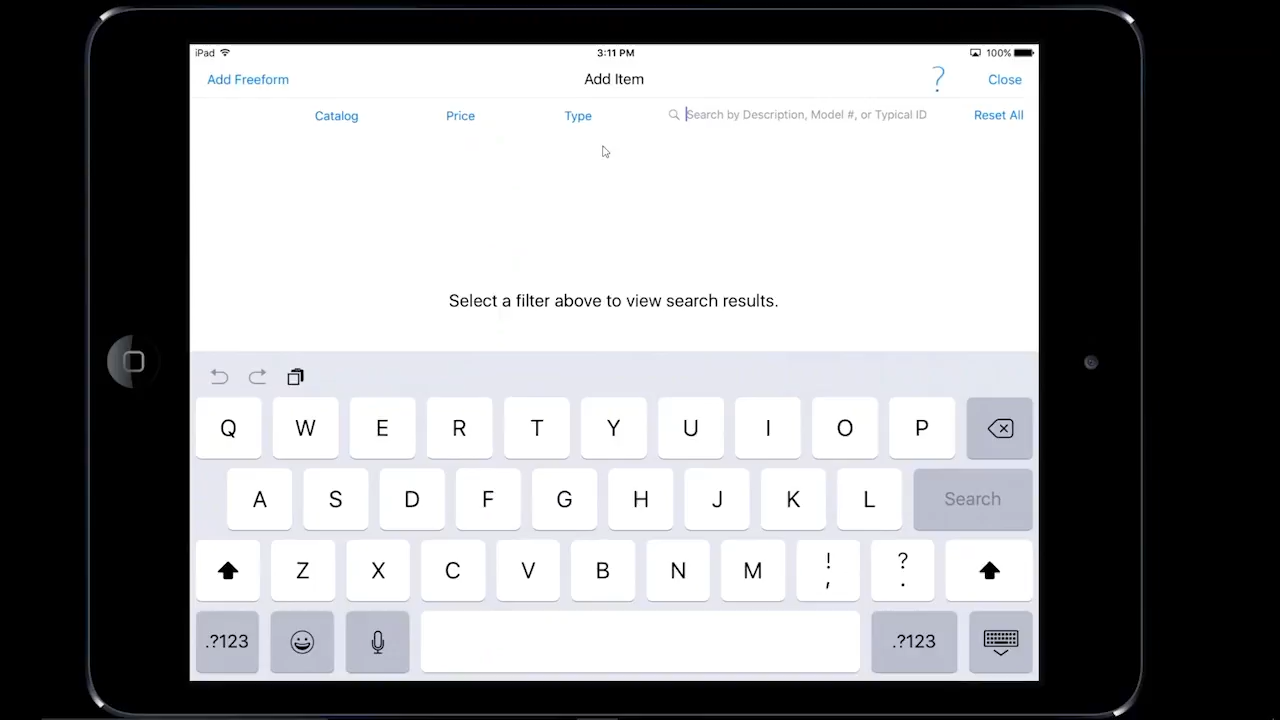 iPad 3:11 PM 100%
Add Freeform Add Item ? Close
Catalog Price Type Search by Description, Model #, or Typical ID Reset All
Select a filter above to view search results.
Q W E R T Y U I O P
A S D F G H J K L Search
Z X C V B N M ! , ? .
.?123 .?123